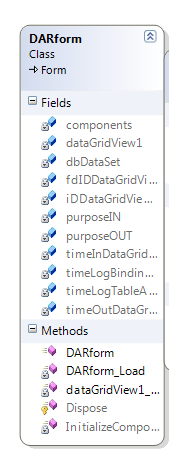 DARform
Class
Form
Fields
components
dataGridView1
dbDataSet
fdIDDataGridVi...
iDDataGridVie...
purposeIN
purposeOUT
timeInDataGrid...
timeLogBindin...
timeLogTableA...
timeOutDataGr...
Methods
DARform
DARform_Load
dataGridView1_...
Dispose
InitializeCompo...